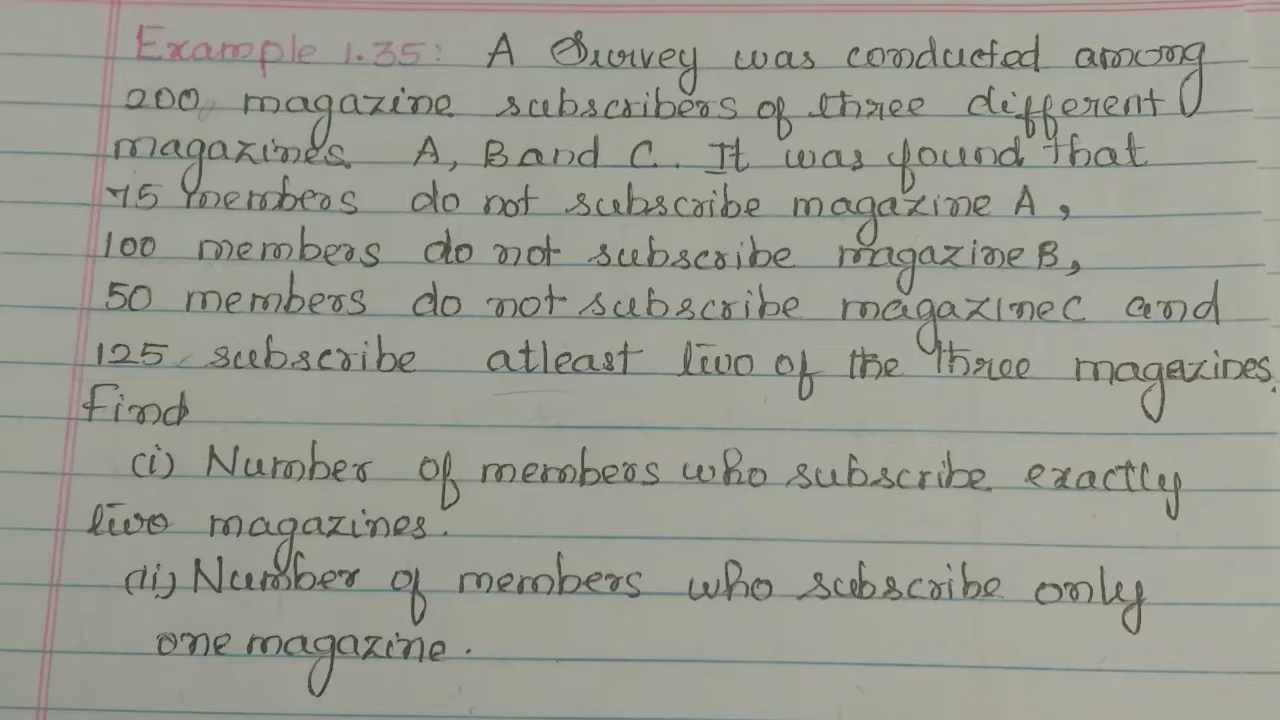 Example 1.35: A Survey was conducted among
200 magazine subscribers of three different
magazines A, B and C. It was found that
75 members do not subscribe magazine A,
100 members do not subscribe magazine B,
50 members do not subscribe magazine C and
125 subscribe atleast two of the three magazines.
Find
(i) Number of members who subscribe exactly
two magazines.
(ii) Number of members who subscribe only
one magazine.